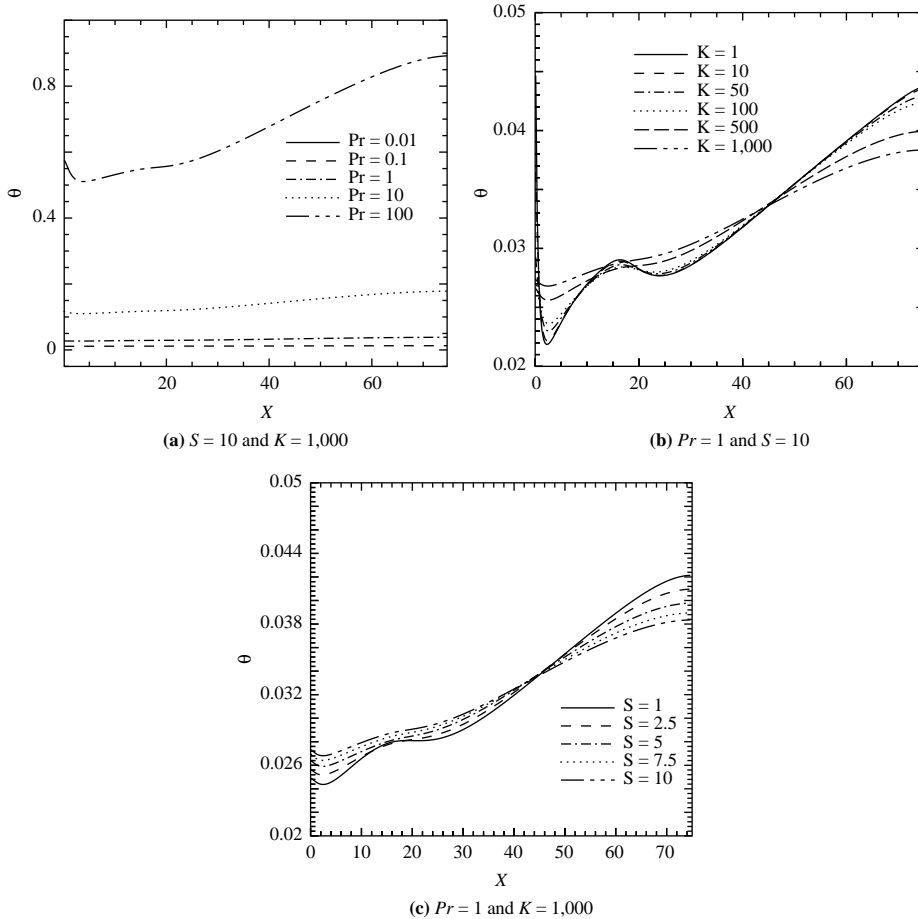 θ
0.8
0.4
0
20
40
60
X
Pr = 0.01
Pr = 0.1
Pr = 1
Pr = 10
Pr = 100
(a) S = 10 and K = 1,000
θ
0.05
0.04
0.03
0.02
0
20
40
60
X
K = 1
K = 10
K = 50
K = 100
K = 500
K = 1,000
(b) Pr = 1 and S = 10
θ
0.05
0.044
0.038
0.032
0.026
0.02
0
10
20
30
40
50
60
70
X
S = 1
S = 2.5
S = 5
S = 7.5
S = 10
(c) Pr = 1 and K = 1,000